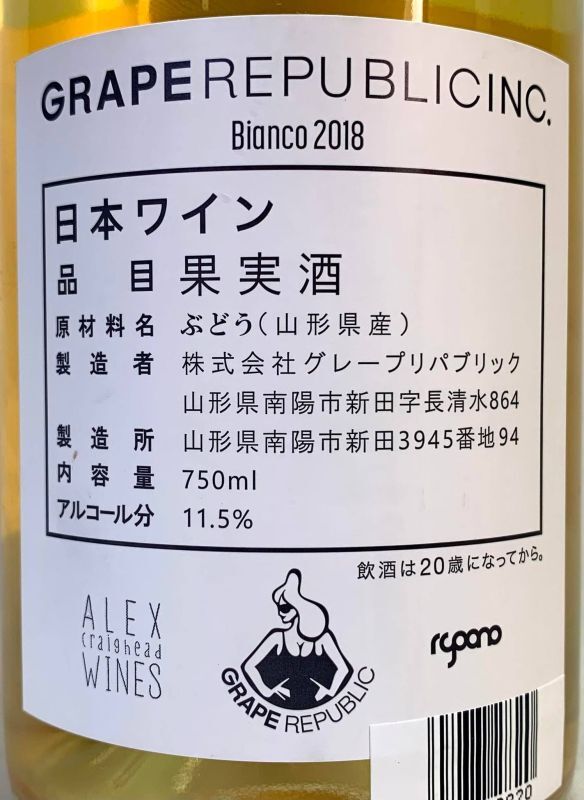 GRAPEREPUBLICINC.
Bianco 2018
日本ワイン
品目 果実酒
原材料名 ぶどう(山形県産)
製造者 株式会社グレープリパブリック
山形県南陽市新田字長清水864
製造所 山形県南陽市新田3945番地94
内容量 750ml
アルコール分 11.5%
飲酒は20歳になってから。
ALEX
craighead
WINES
GRAPE REPUBLIC